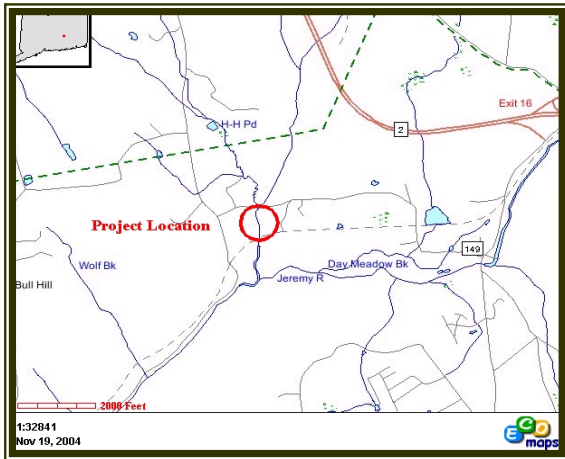 Exit 16
2
H-H Pd
Project Location
149
Wolf Bk
Day Meadow Bk
Jeremy R
Bull Hill
2000 Feet
1:32841
Nov 19, 2004
ECO
maps